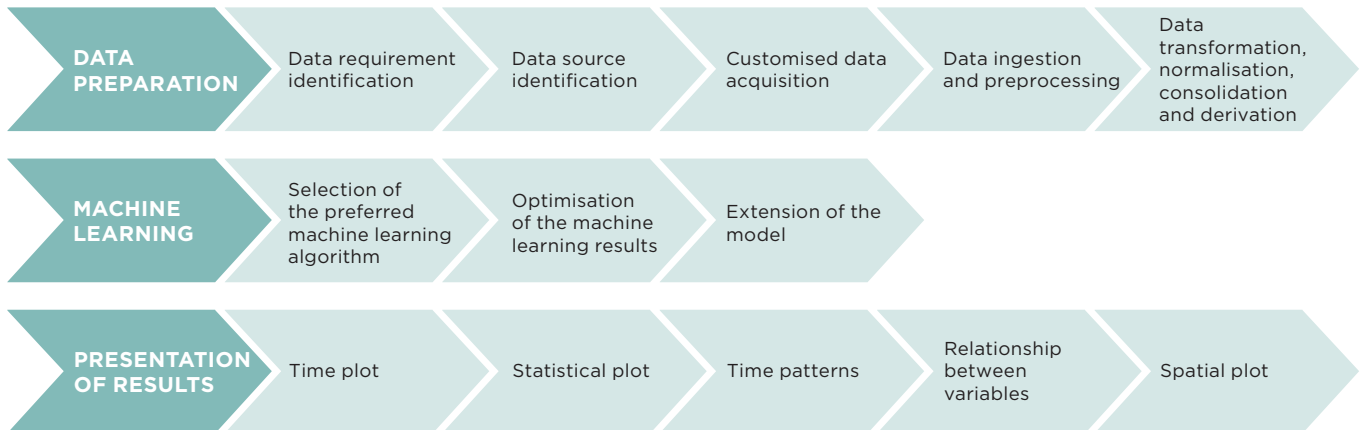 DATA
PREPARATION
Data requirement
identification
Data source
identification
Customised data
acquisition
Data ingestion
and preprocessing
Data
transformation,
normalisation,
consolidation
and derivation
MACHINE
LEARNING
Selection of
the preferred
machine learning
algorithm
Optimisation
of the machine
learning results
Extension of the
model
PRESENTATION
OF RESULTS
Time plot
Statistical plot
Time patterns
Relationship
between
variables
Spatial plot